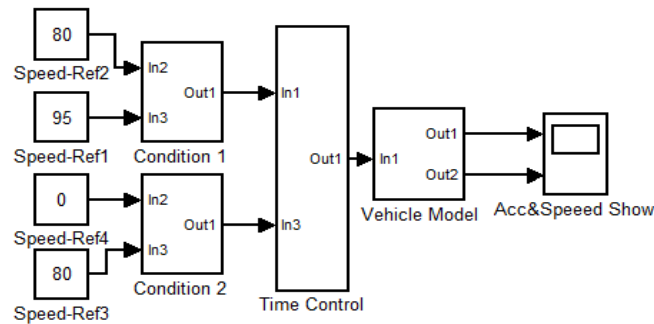 80
Speed-Ref2
95
Speed-Ref1
In2
In3
Out1
Condition 1
0
Speed-Ref4
80
Speed-Ref3
In2
In3
Out1
Condition 2
In1
In3
Out1
Time Control
In1
Out1
Out2
Vehicle Model
Acc&Speeed Show